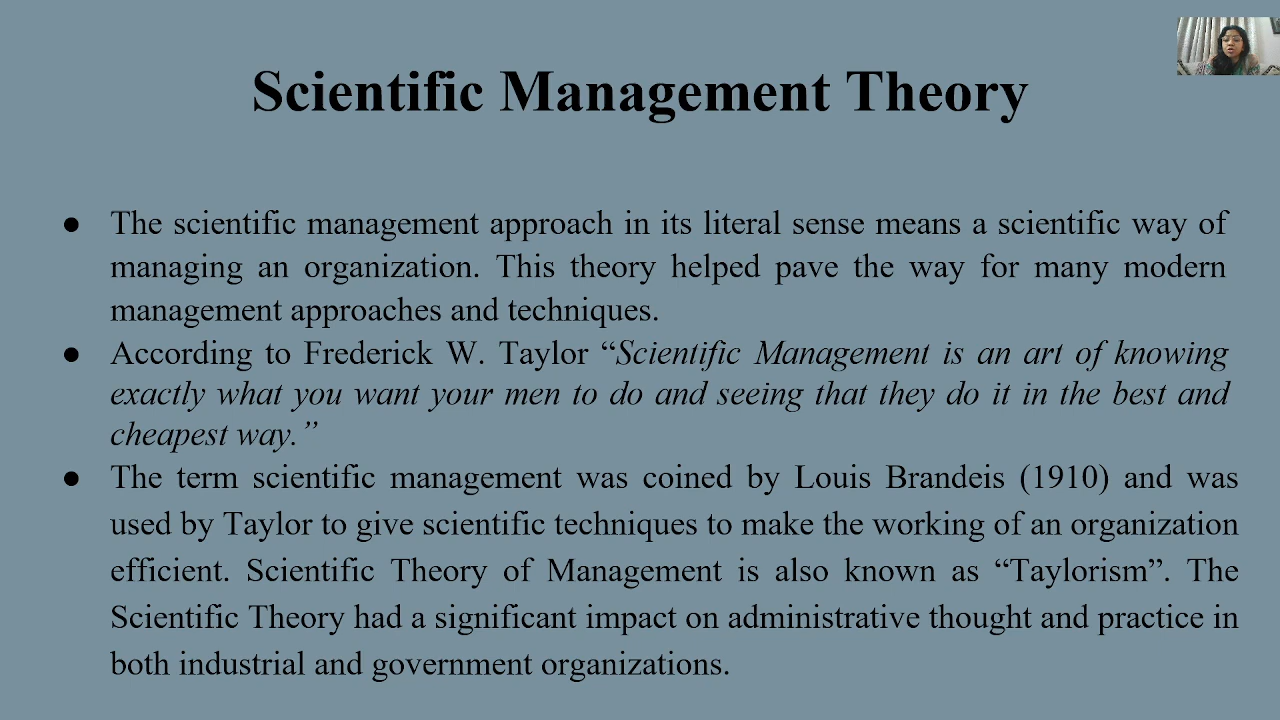 Scientific Management Theory
● The scientific management approach in its literal sense means a scientific way of
managing an organization. This theory helped pave the way for many modern
management approaches and techniques.
● According to Frederick W. Taylor “Scientific Management is an art of knowing
exactly what you want your men to do and seeing that they do it in the best and
cheapest way.”
● The term scientific management was coined by Louis Brandeis (1910) and was
used by Taylor to give scientific techniques to make the working of an organization
efficient. Scientific Theory of Management is also known as “Taylorism”. The
Scientific Theory had a significant impact on administrative thought and practice in
both industrial and government organizations.